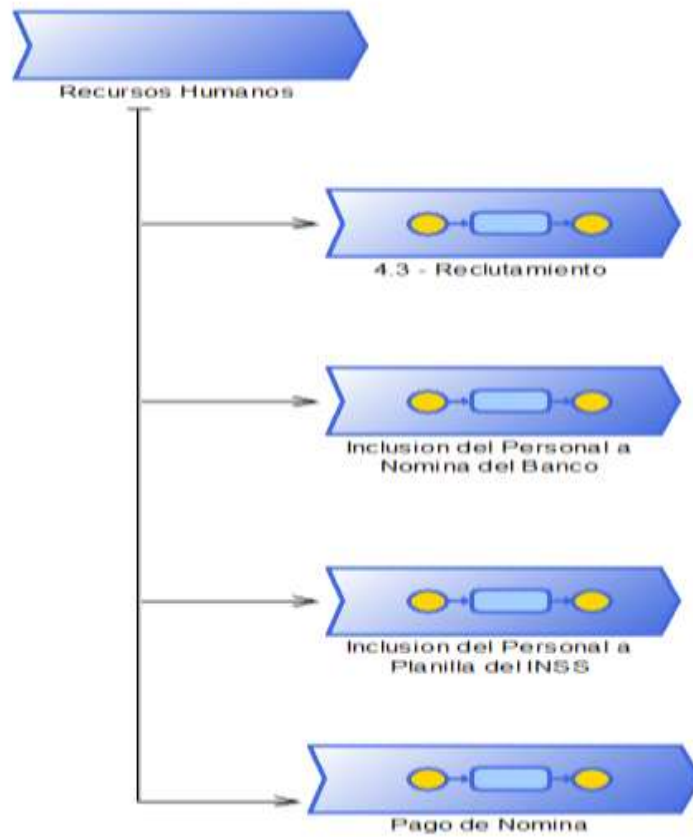 Recursos Humanos
4.3 - Reclutamiento
Inclusion del Personal a
Nomina del Banco
Inclusion del Personal a
Planilla del INSS
Pago de Nomina